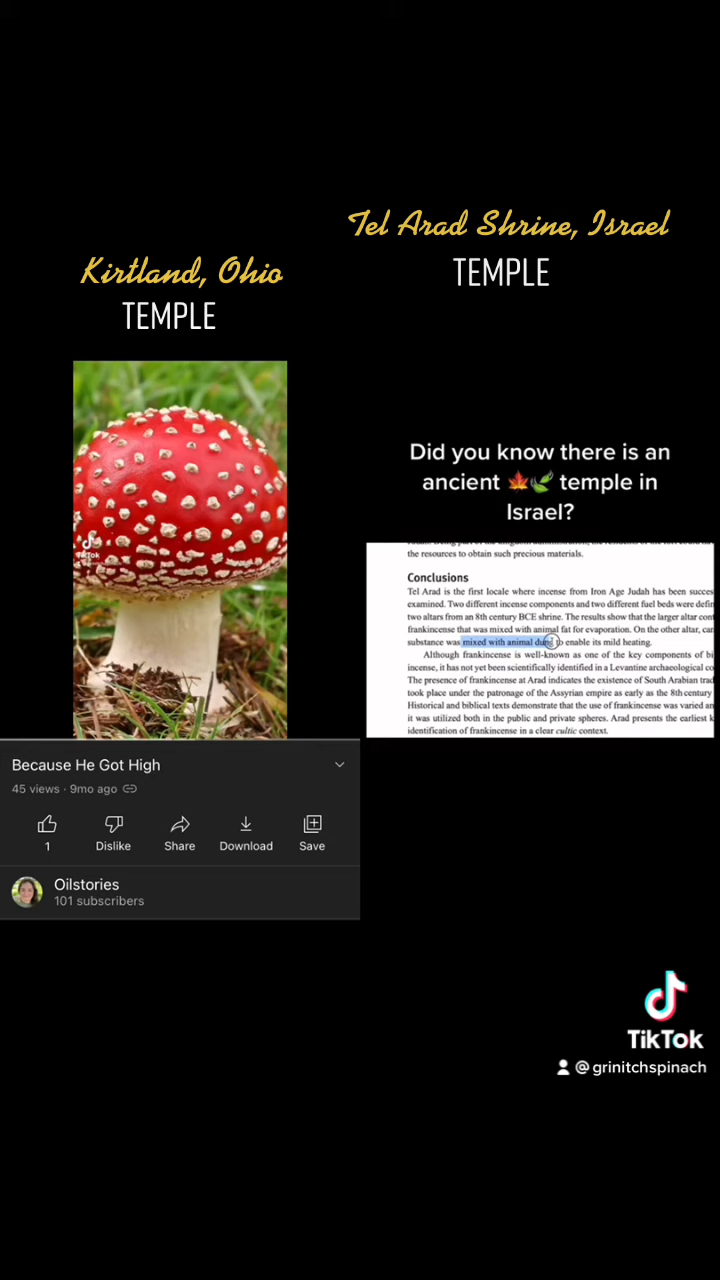 Tel Arad Shrine, Israel
TEMPLE
Kirtland, Ohio
TEMPLE
TikTok
Did you know there is an
ancient 🍁🌿 temple in
Israel?
the resources to obtain such precious materials.
Conclusions
Tel Arad is the first locale where incense from Iron Age Judah has been
examined. Two different incense components and two different fuel beds were
two altars from an 8th century BCE shrine. The results show that the larger altar
frankincense that was mixed with animal fat for evaporation. On the other altar,
substance was mixed with animal dung to enable its mild heating.
Although frankincense is well-known as one of the key components of
incense, it has not yet been scientifically identified in a Levantine archaeological
The presence of frankincense at Arad indicates the existence of South Arabian
took place under the patronage of the Assyrian empire as early as the 8th century
Historical and biblical texts demonstrate that the use of frankincense was varied
it was utilized both in the public and private spheres. Arad presents the earliest
identification of frankincense in a clear cultic context.
Because He Got High
45 views · 9mo ago
1
Dislike
Share
Download
Save
Oilstories
101 subscribers
TikTok
@grinitchspinach